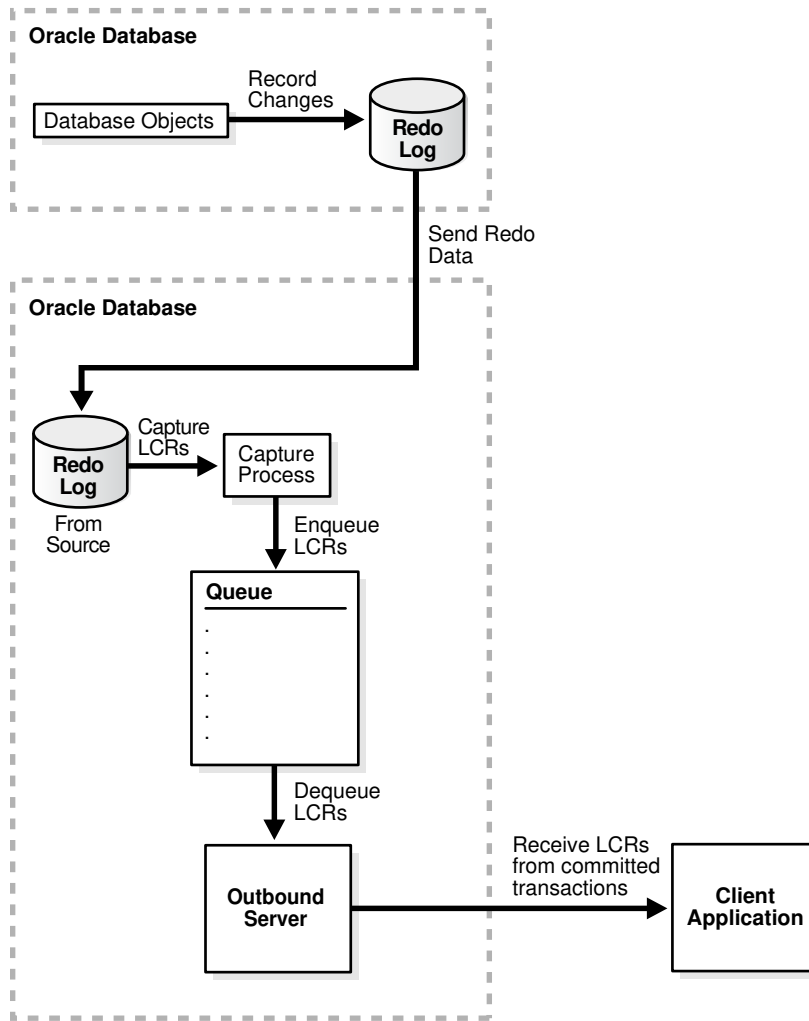 Oracle Database
Record
Changes
Database Objects
Redo
Log
Send Redo
Data
Oracle Database
Capture
LCRs
Redo
Log
From
Source
Capture
Process
Enqueue
LCRs
Queue
.
.
.
.
.
.
Dequeue
LCRs
Outbound
Server
Receive LCRs
from committed
transactions
Client
Application